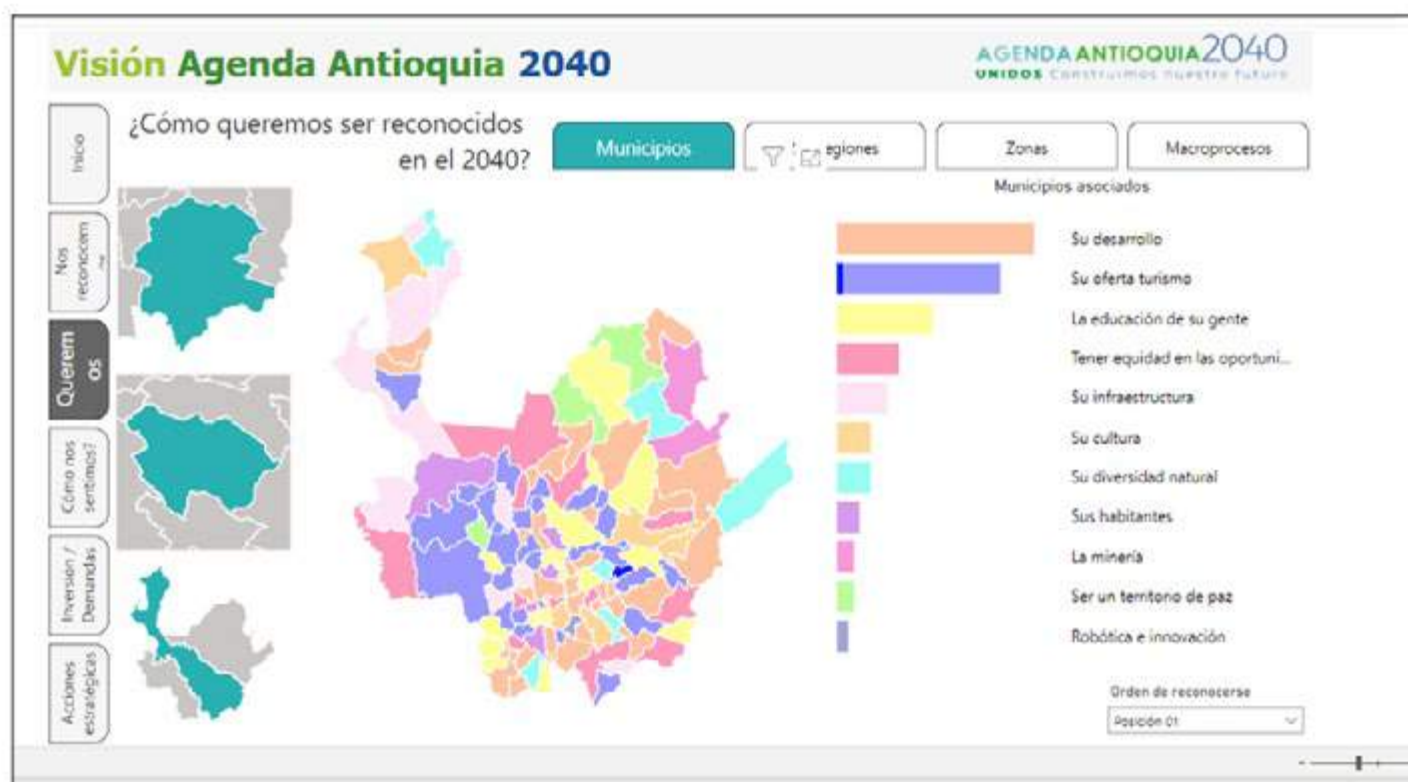 Visión Agenda Antioquia 2040
AGENDA ANTIOQUIA 2040
UNIDOS Construimos nuestro futuro
¿Cómo queremos ser reconocidos
en el 2040?
Municipios
egiones
Zonas
Macroprocesos
Inicio
Nos
reconocem
Querem
os
Cómo nos
sentimos?
Inversión /
Demandas
Acciones
estratégicas
Municipios asociados
Su desarrollo
Su oferta turismo
La educación de su gente
Tener equidad en las oportuni...
Su infraestructura
Su cultura
Su diversidad natural
Sus habitantes
La minería
Ser un territorio de paz
Robótica e innovación
Orden de reconocerse
Posición 01